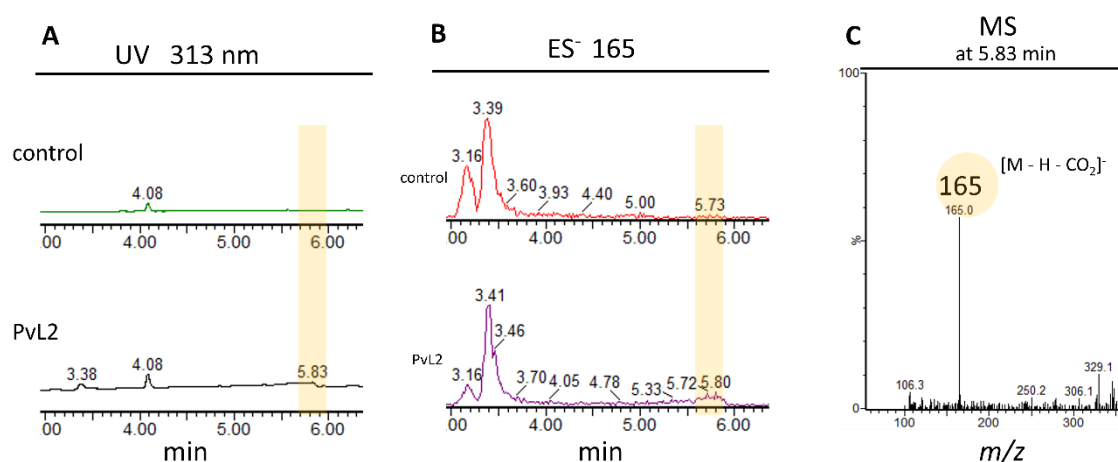 A
UV 313 nm
control
4.08
.00 4.00 5.00 6.00
PvL2
3.38 4.08 5.83
.00 4.00 5.00 6.00
min
B
ES⁻ 165
control
3.39
3.16
3.60 3.93 4.40 5.00 5.73
.00 4.00 5.00 6.00
PvL2
3.41
3.46
3.16 3.70 4.05 4.78 5.33 5.72 5.80
.00 4.00 5.00 6.00
min
C
MS
at 5.83 min
100
%
0
165
[M - H - CO₂]⁻
165.0
106.3 250.2 306.1 329.1
100 200 300
m/z